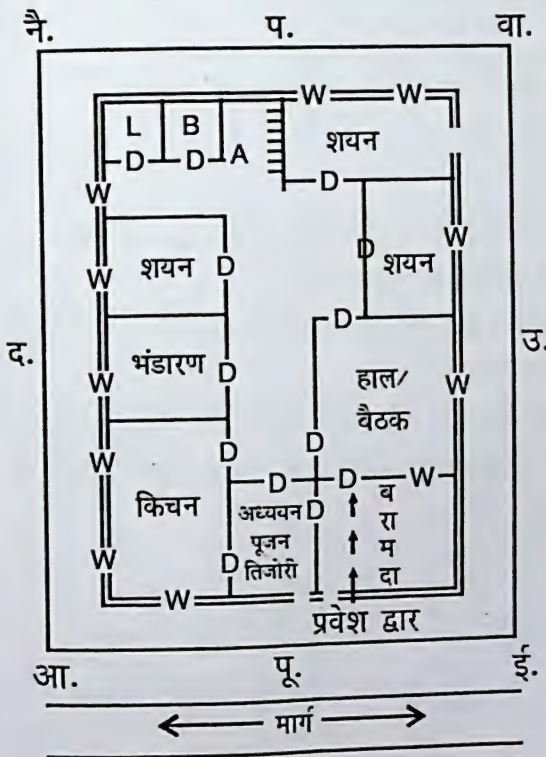 नै. प. वा.
W W
L B
D D A
शयन
W D
D W
शयन D शयन
W
D
भंडारण D
द. उ.
W हाल/ W
बैठक
D D
W D D W
किचन
अध्ययन D ब
पूजन रा
W D तिजोरी म
दा
W
प्रवेश द्वार
आ. पू. ई.
मार्ग